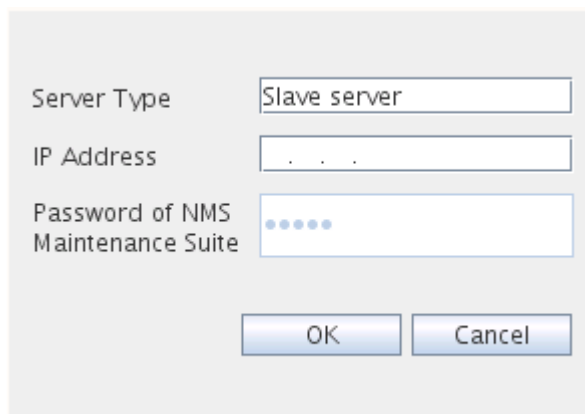 Server Type
Slave server
IP Address
. . .
Password of NMS
Maintenance Suite
•••••
OK
Cancel